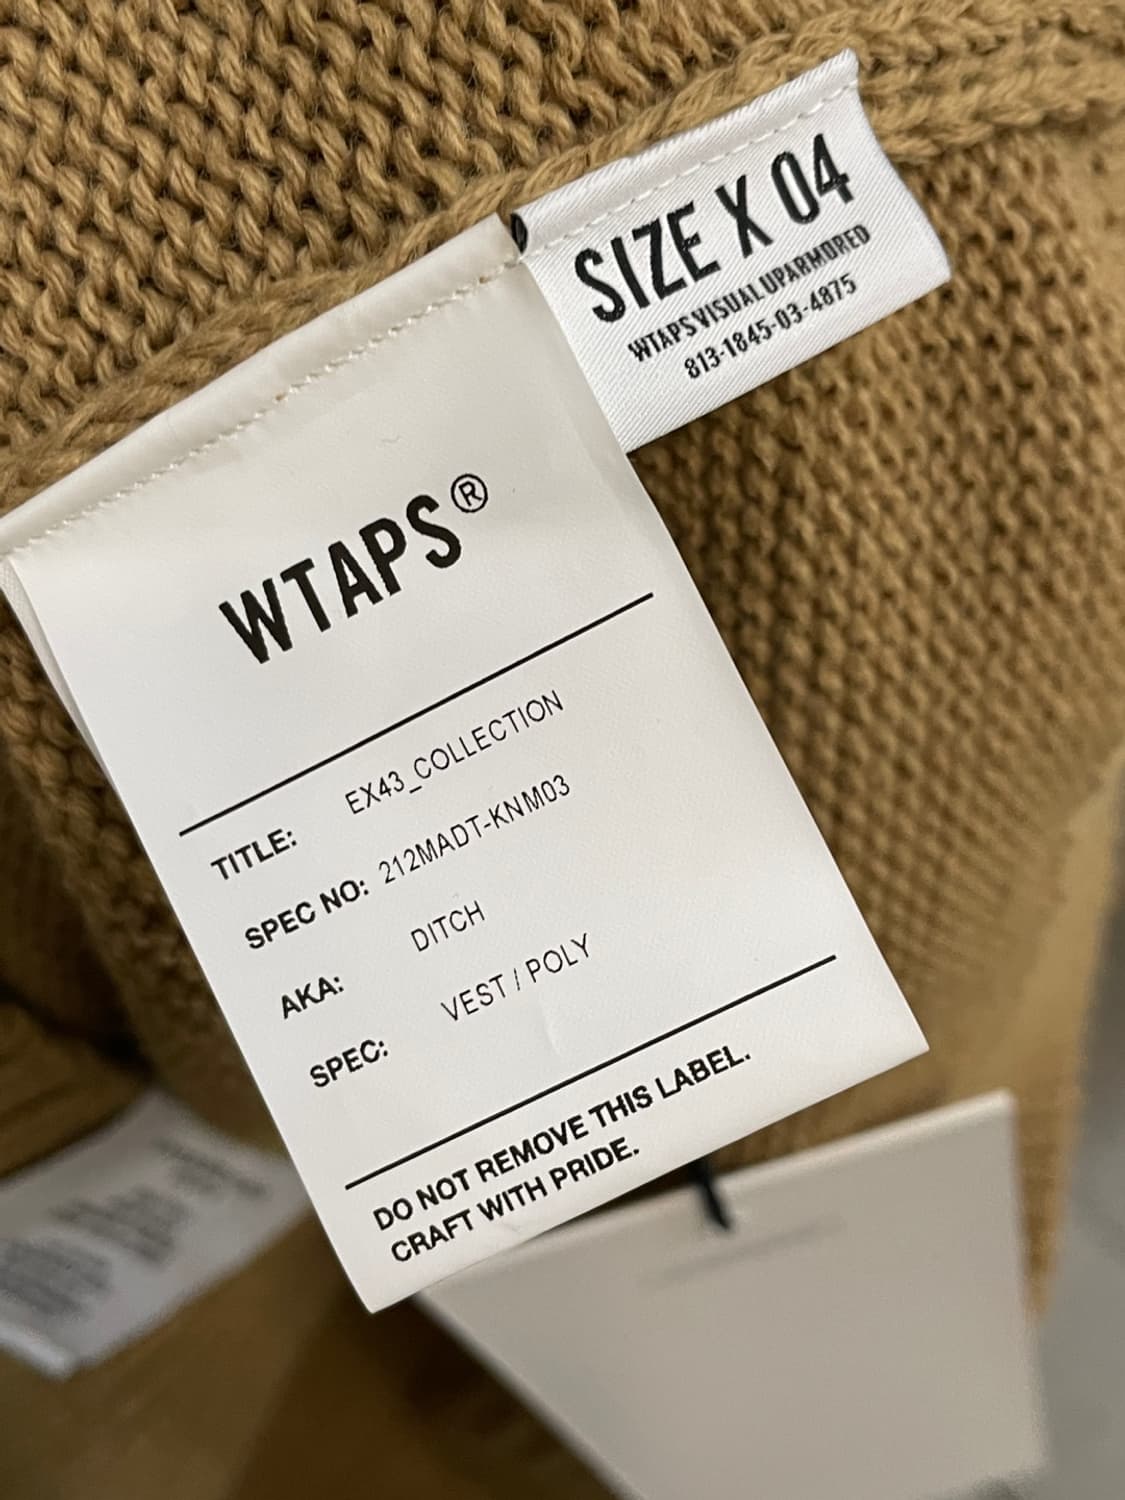 SIZE X 04
WTAPS VISUAL UPARMORED
813-1845-03-4875
WTAPS®
TITLE: EX43_COLLECTION
SPEC NO: 212MADT-KNM03
AKA: DITCH
SPEC: VEST / POLY
DO NOT REMOVE THIS LABEL.
CRAFT WITH PRIDE.